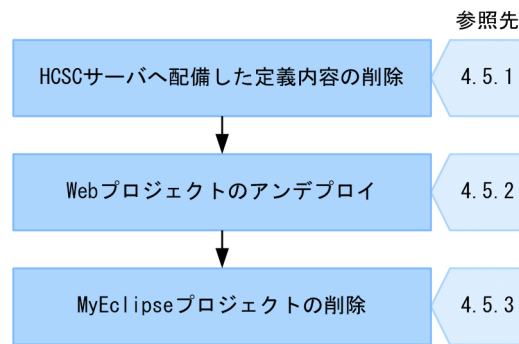 参照先
HCSCサーバへ配備した定義内容の削除 4.5.1
Webプロジェクトのアンデプロイ 4.5.2
MyEclipseプロジェクトの削除 4.5.3